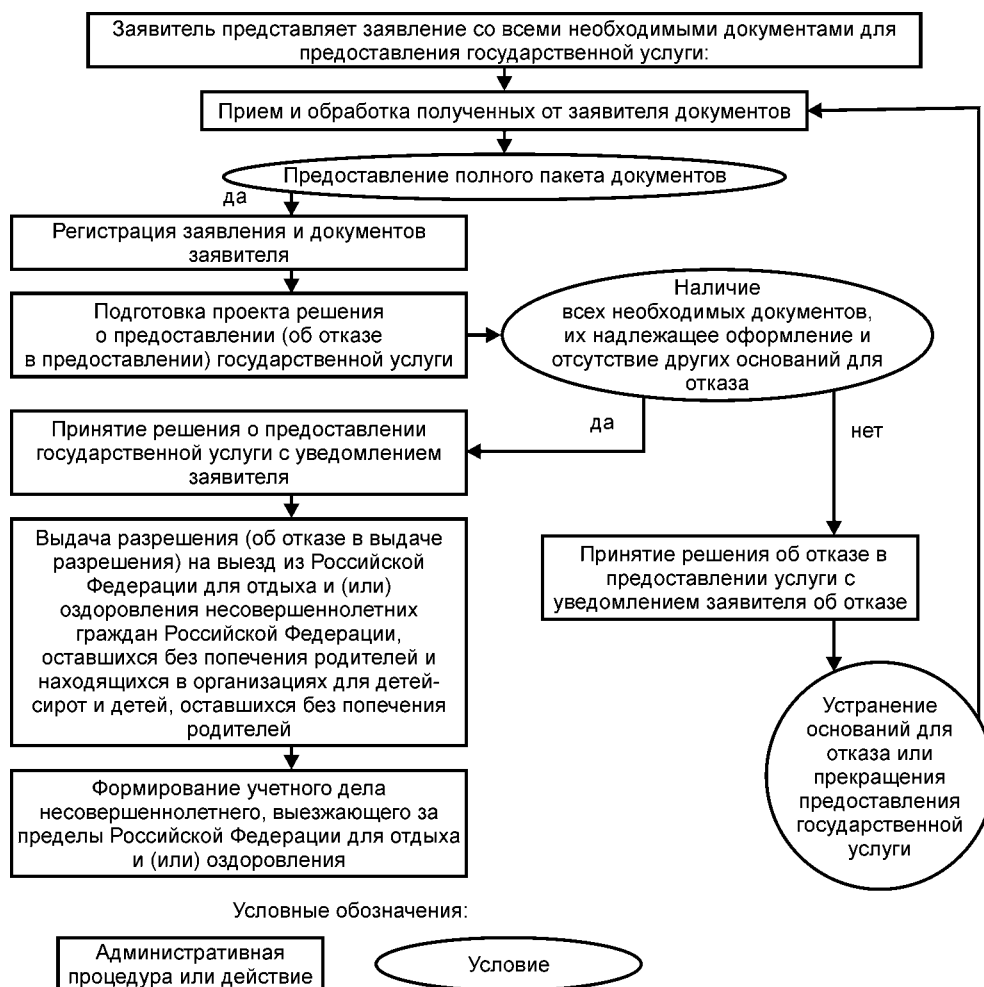 Заявитель представляет заявление со всеми необходимыми документами для
предоставления государственной услуги:
Прием и обработка полученных от заявителя документов
Предоставление полного пакета документов
да
Регистрация заявления и документов
заявителя
Подготовка проекта решения
о предоставлении (об отказе
в предоставлении) государственной услуги
Наличие
всех необходимых документов,
их надлежащее оформление и
отсутствие других оснований для
отказа
да
нет
Принятие решения о предоставлении
государственной услуги с уведомлением
заявителя
Выдача разрешения (об отказе в выдаче
разрешения) на выезд из Российской
Федерации для отдыха и (или)
оздоровления несовершеннолетних
граждан Российской Федерации,
оставшихся без попечения родителей и
находящихся в организациях для детей-
сирот и детей, оставшихся без попечения
родителей
Принятие решения об отказе в
предоставлении услуги с
уведомлением заявителя об отказе
Устранение
оснований для
отказа или
прекращения
предоставления
государственной
услуги
Формирование учетного дела
несовершеннолетнего, выезжающего за
пределы Российской Федерации для отдыха
и (или) оздоровления
Условные обозначения:
Административная
процедура или действие
Условие